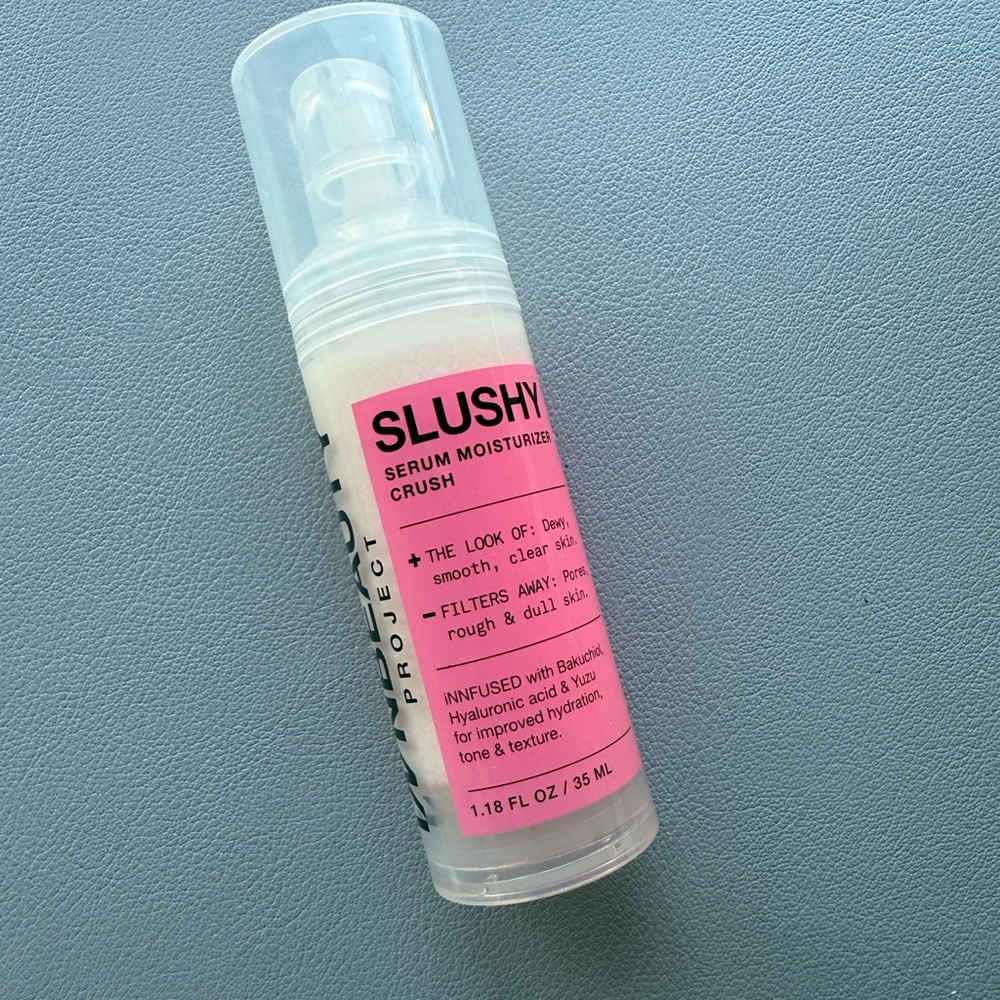 SLUSHY
SERUM MOISTURIZER
CRUSH
+ THE LOOK OF: Dewy,
smooth, clear skin.
- FILTERS AWAY: Pores,
rough & dull skin.
iNNFUSED with Bakuchiol,
Hyaluronic acid & Yuzu
for improved hydration,
tone & texture.
1.18 FL OZ / 35 ML
iNNBEAUTY
PROJECT